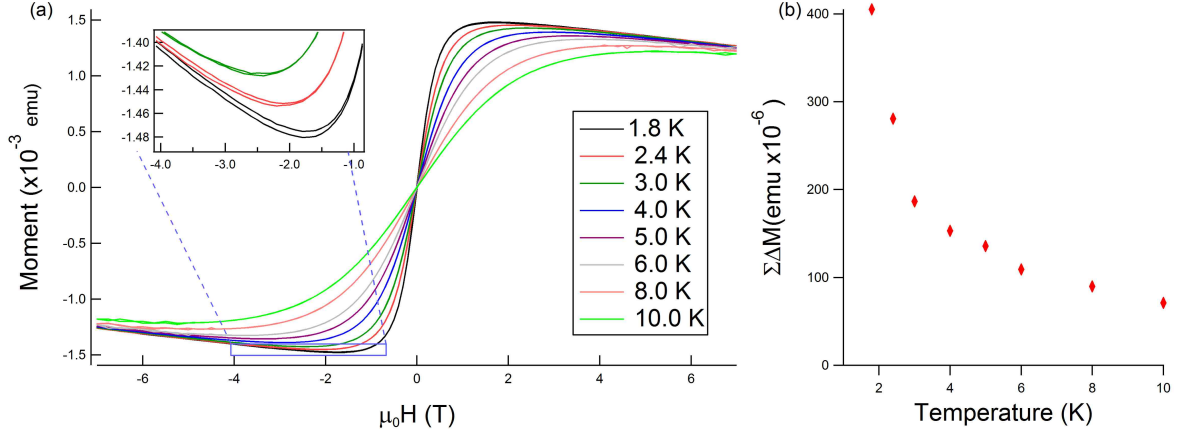 (a)
1.5
1.0
0.5
0.0
-0.5
-1.0
-1.5
Moment (x10⁻³ emu)
-6
-4
-2
0
2
4
6
μ₀H (T)
-1.40
-1.42
-1.44
-1.46
-1.48
-4.0
-3.0
-2.0
-1.0
1.8 K
2.4 K
3.0 K
4.0 K
5.0 K
6.0 K
8.0 K
10.0 K
(b)
400
300
200
100
0
ΣΔM(emu x10⁻⁶)
2
4
6
8
10
Temperature (K)